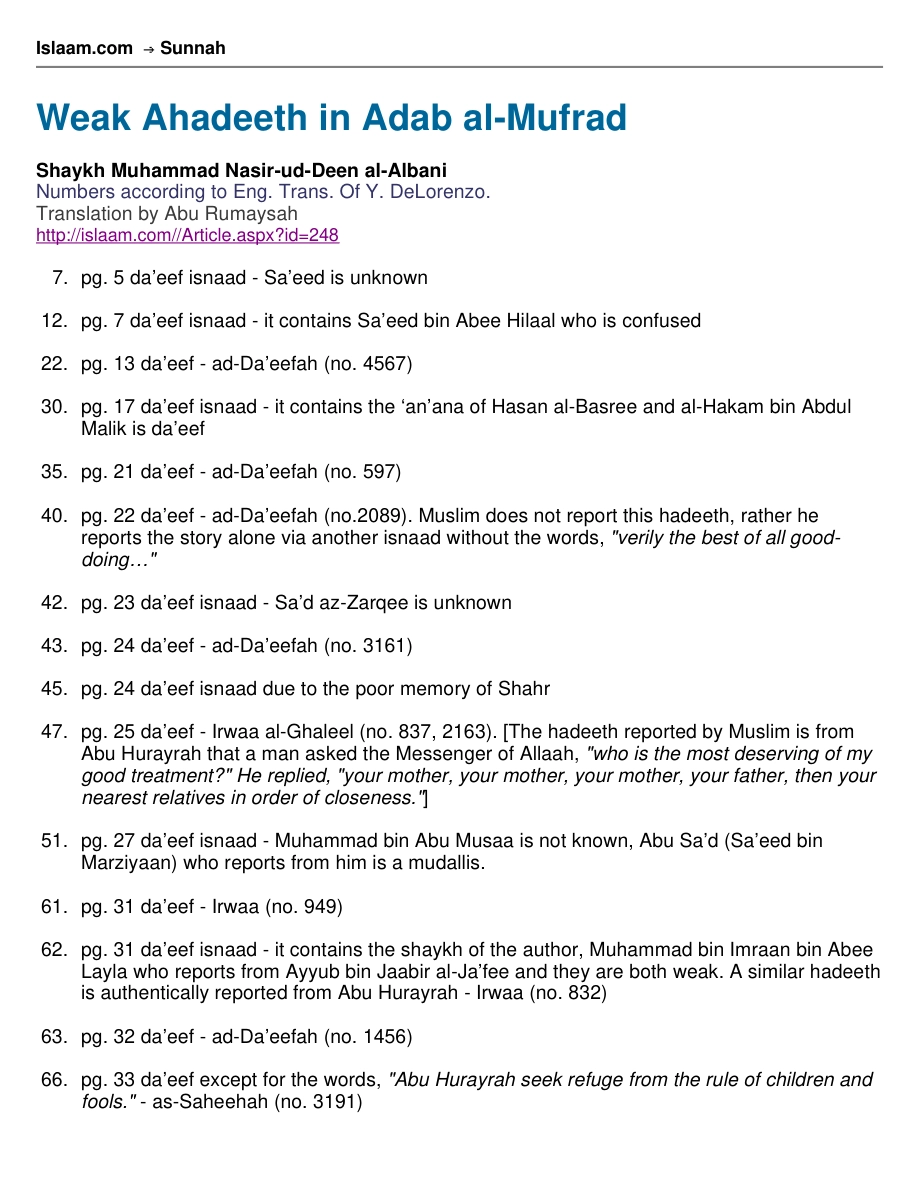 Islaam.com → Sunnah
Weak Ahadeeth in Adab al-Mufrad
Shaykh Muhammad Nasir-ud-Deen al-Albani
Numbers according to Eng. Trans. Of Y. DeLorenzo.
Translation by Abu Rumaysah
http://islaam.com//Article.aspx?id=248
7. pg. 5 da’eef isnaad - Sa’eed is unknown
12. pg. 7 da’eef isnaad - it contains Sa’eed bin Abee Hilaal who is confused
22. pg. 13 da’eef - ad-Da’eefah (no. 4567)
30. pg. 17 da’eef isnaad - it contains the ‘an’ana of Hasan al-Basree and al-Hakam bin Abdul
Malik is da’eef
35. pg. 21 da’eef - ad-Da’eefah (no. 597)
40. pg. 22 da’eef - ad-Da’eefah (no.2089). Muslim does not report this hadeeth, rather he
reports the story alone via another isnaad without the words, "verily the best of all good-
doing…"
42. pg. 23 da’eef isnaad - Sa’d az-Zarqee is unknown
43. pg. 24 da’eef - ad-Da’eefah (no. 3161)
45. pg. 24 da’eef isnaad due to the poor memory of Shahr
47. pg. 25 da’eef - Irwaa al-Ghaleel (no. 837, 2163). [The hadeeth reported by Muslim is from
Abu Hurayrah that a man asked the Messenger of Allaah, "who is the most deserving of my
good treatment?" He replied, "your mother, your mother, your mother, your father, then your
nearest relatives in order of closeness."]
51. pg. 27 da’eef isnaad - Muhammad bin Abu Musaa is not known, Abu Sa’d (Sa’eed bin
Marziyaan) who reports from him is a mudallis.
61. pg. 31 da’eef - Irwaa (no. 949)
62. pg. 31 da’eef isnaad - it contains the shaykh of the author, Muhammad bin Imraan bin Abee
Layla who reports from Ayyub bin Jaabir al-Ja’fee and they are both weak. A similar hadeeth
is authentically reported from Abu Hurayrah - Irwaa (no. 832)
63. pg. 32 da’eef - ad-Da’eefah (no. 1456)
66. pg. 33 da’eef except for the words, "Abu Hurayrah seek refuge from the rule of children and
fools." - as-Saheehah (no. 3191)